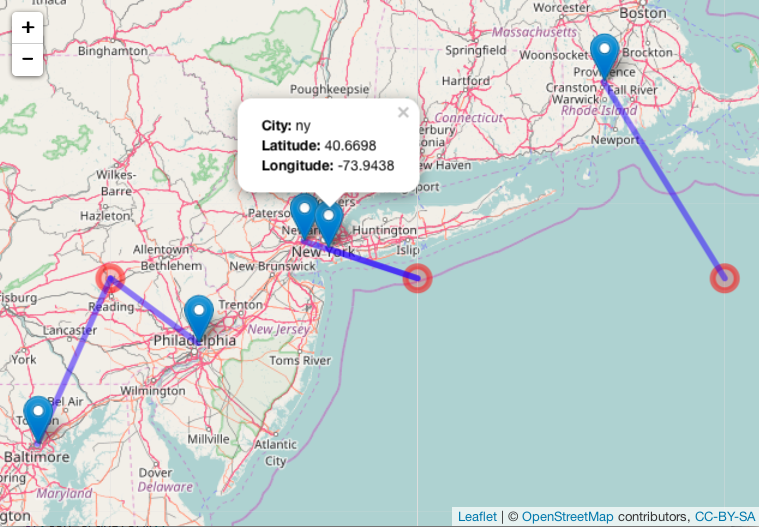 Ithaca
Boston
+
Massachusetts
Binghamton
Springfield
Woonsocket
Brockton
−
Providence
Poughkeepsie
Hartford
Cranston
Fall River
Warwick
×
Rhode Island
City: ny
Connecticut
Latitude: 40.6698
Newport
Longitude: -73.9438
New Haven
Wilkes-
Barre
Paterson
Hazleton
Huntington
Allentown
New York
Islip
Bethlehem
New Brunswick
Reading
Trenton
Lancaster
New Jersey
Philadelphia
York
Toms River
Wilmington
Bel Air
Millville
Atlantic
City
Baltimore
Dover
Maryland
Delaware
Leaflet | © OpenStreetMap contributors, CC-BY-SA